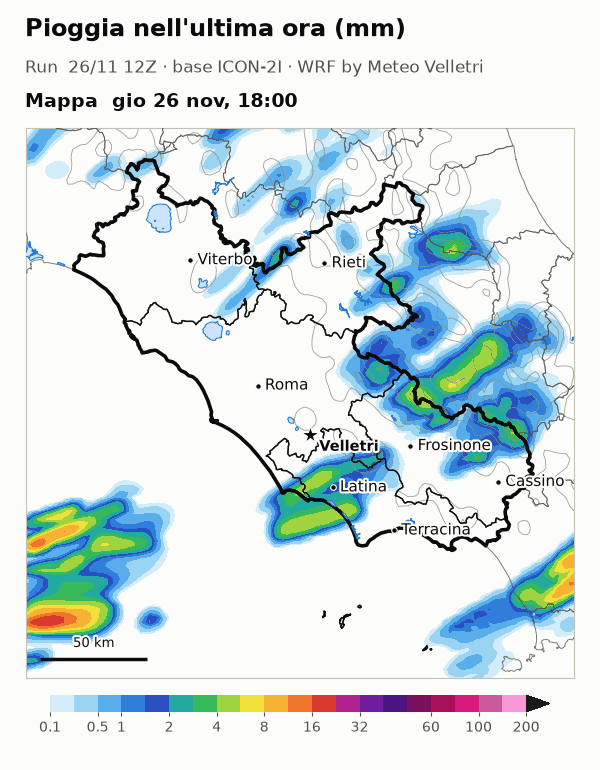 Pioggia nell'ultima ora (mm)
Run  26/11 12Z · base ICON-2I · WRF by Meteo Velletri
Mappa  gio 26 nov, 18:00
Viterbo
Rieti
Roma
Velletri
Frosinone
Latina
Cassino
Terracina
50 km
0.1 0.5 1 2 4 8 16 32 60 100 200